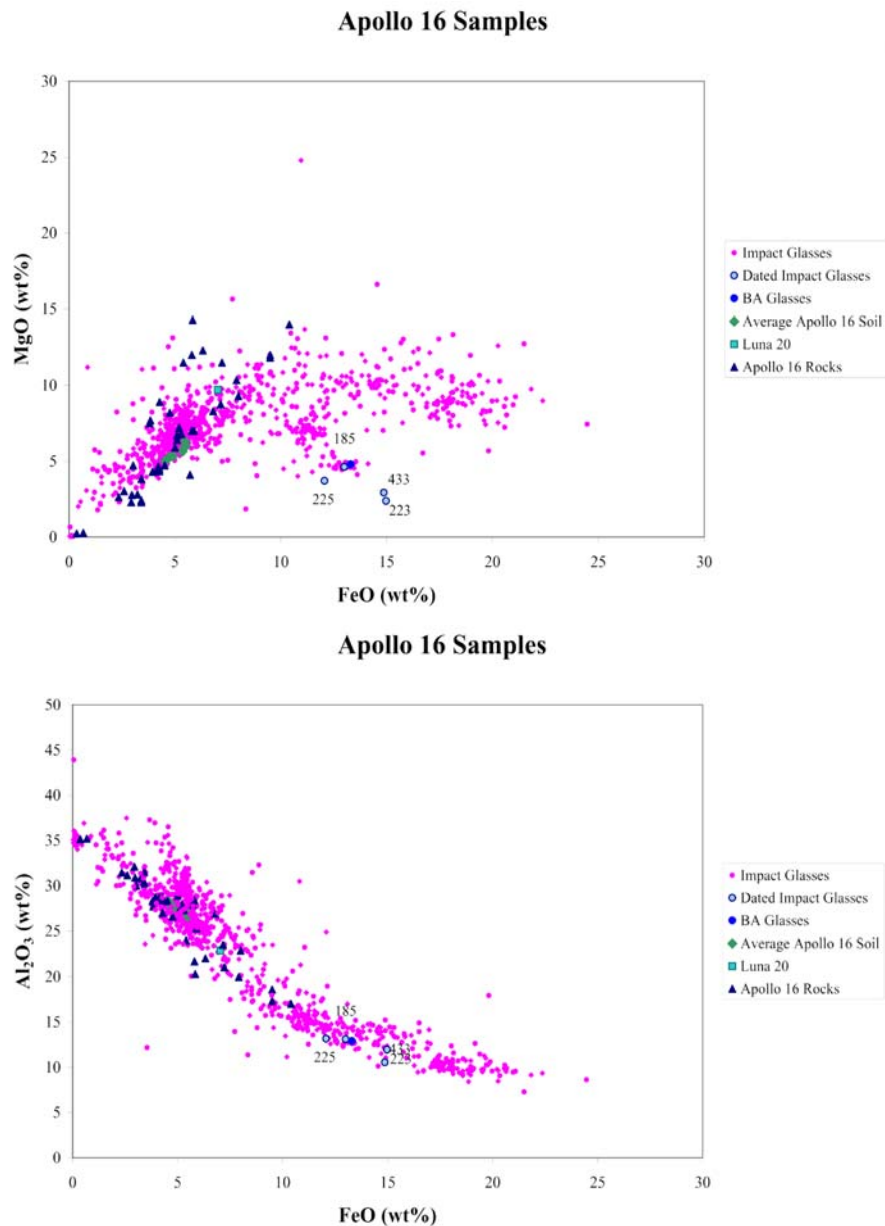 Apollo 16 Samples
30
25
20
15
10
5
0
MgO (wt%)
185
433
225
223
0 5 10 15 20 25 30
FeO (wt%)
Impact Glasses
Dated Impact Glasses
BA Glasses
Average Apollo 16 Soil
Luna 20
Apollo 16 Rocks
Apollo 16 Samples
50
45
40
35
30
25
20
15
10
5
0
Al₂O₃ (wt%)
185
433
225
223
0 5 10 15 20 25 30
FeO (wt%)
Impact Glasses
Dated Impact Glasses
BA Glasses
Average Apollo 16 Soil
Luna 20
Apollo 16 Rocks